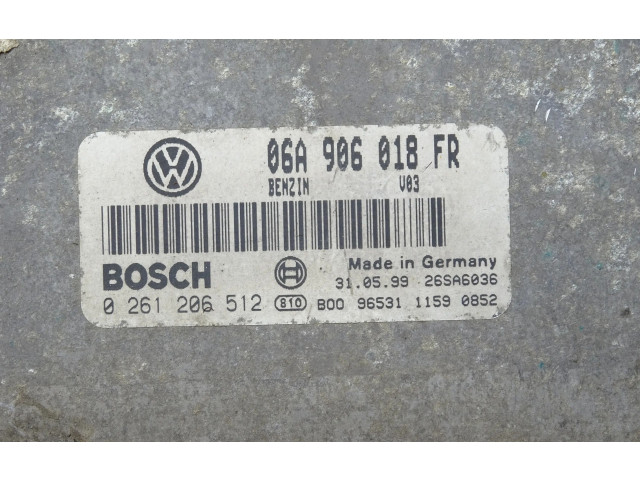 VW 06A 906 018 FR
BENZIN V03
BOSCH Made in Germany
31.05.99 26SA6036
0 261 206 512 810 B00 96531 1159 0852